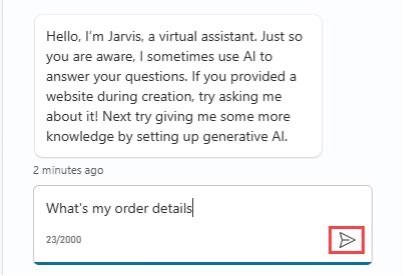 Hello, I'm Jarvis, a virtual assistant. Just so
you are aware, I sometimes use AI to
answer your questions. If you provided a
website during creation, try asking me
about it! Next try giving me some more
knowledge by setting up generative AI.
2 minutes ago
What's my order details
23/2000